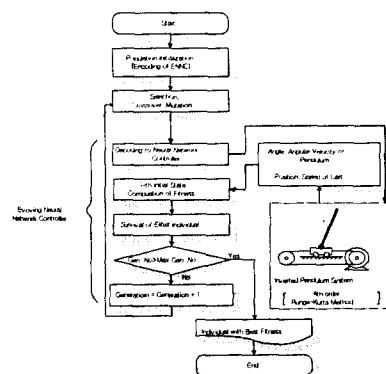 Start
Population Initialization
(Encoding of ENNC)
Selection,
Crossover, Mutation
Decoding to Neural Network
Controller
Angle, Angular Velocity of
Pendulum
Position, Speed of Cart
Initial State
Computation of Fitness
Evolving Neural
Network Controller
Survival of Elitist Individual
Gen. No>Max Gen. No
Yes
No
Generation = Generation + 1
Inverted Pendulum System
[ 4th order
Runge-Kutta Method ]
Individual with Best Fitness
End